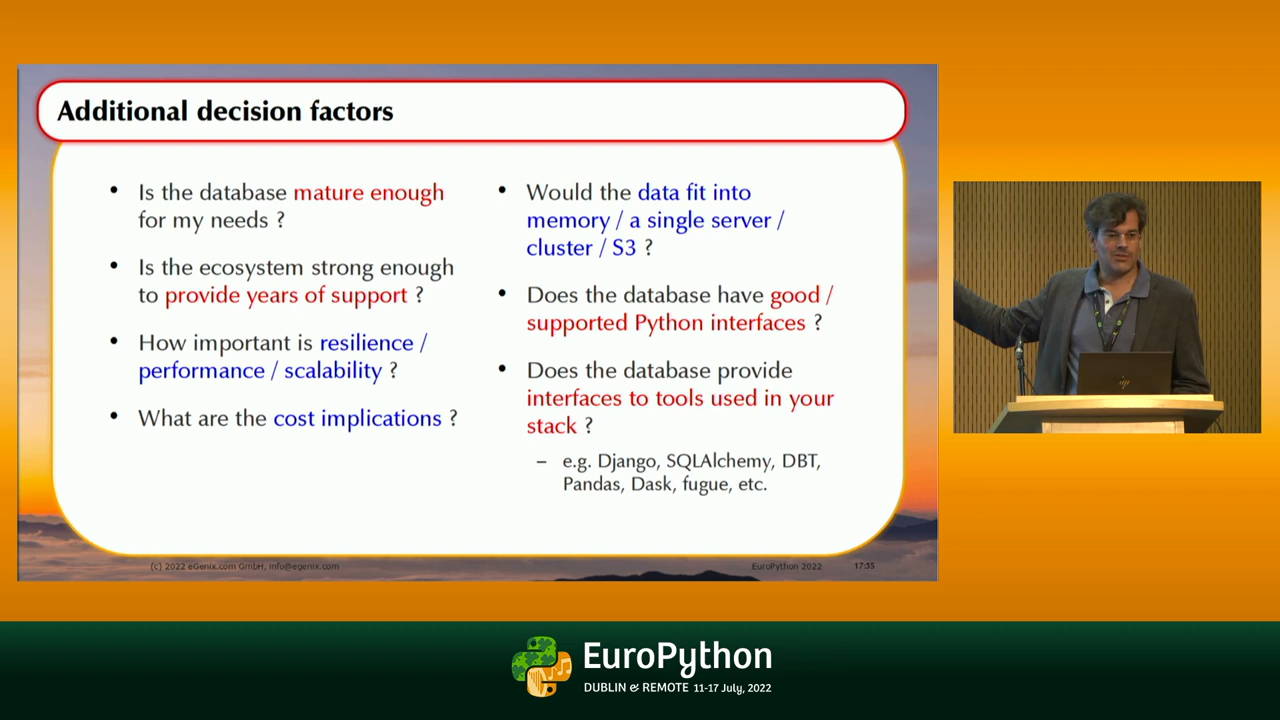 Additional decision factors
• Is the database mature enough
for my needs ?
• Is the ecosystem strong enough
to provide years of support ?
• How important is resilience /
performance / scalability ?
• What are the cost implications ?
• Would the data fit into
memory / a single server /
cluster / S3 ?
• Does the database have good /
supported Python interfaces ?
• Does the database provide
interfaces to tools used in your
stack ?
– e.g. Django, SQLAlchemy, DBT,
Pandas, Dask, fugue, etc.
(c) 2022 eGenix.com GmbH, info@egenix.com
EuroPython 2022
17:35
hp
EuroPython
DUBLIN & REMOTE 11-17 July, 2022